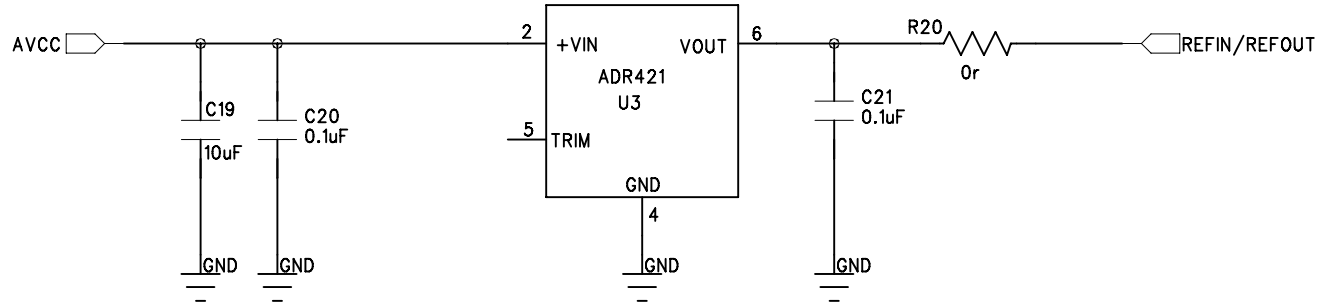 AVCC
2
+VIN
VOUT
6
R20
0r
REFIN/REFOUT
ADR421
U3
C19
10uF
C20
0.1uF
5
TRIM
C21
0.1uF
GND
4
GND
GND
GND
GND